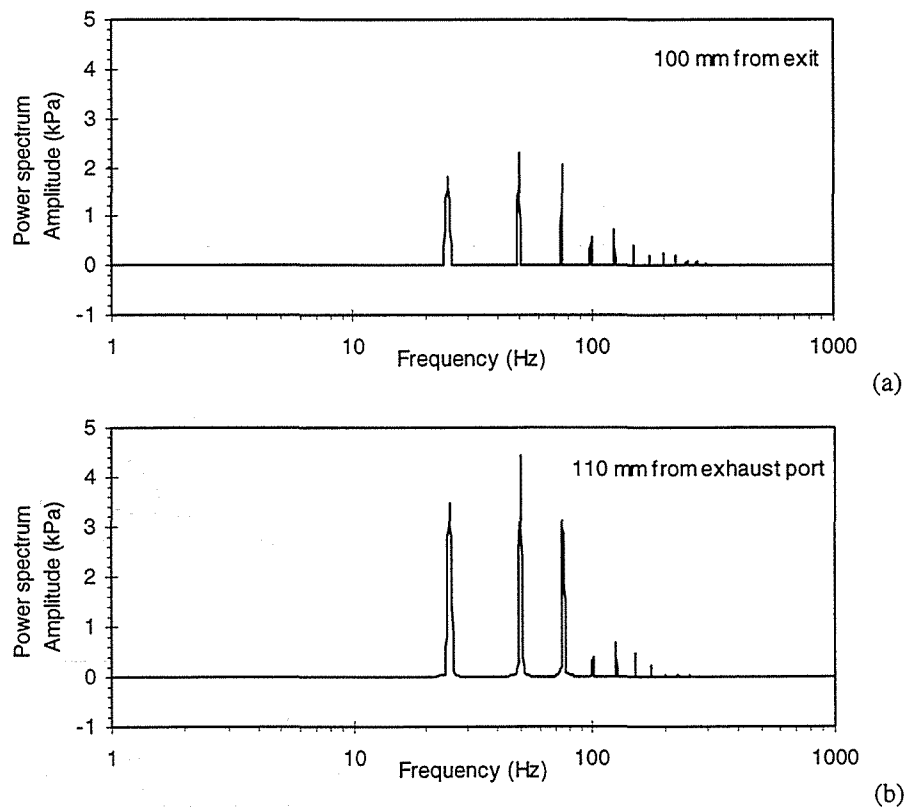 5
100 mm from exit
4
3
2
1
0
-1
Power spectrum
Amplitude (kPa)
1
10
100
1000
Frequency (Hz)
(a)
5
110 mm from exhaust port
4
3
2
1
0
-1
Power spectrum
Amplitude (kPa)
1
10
100
1000
Frequency (Hz)
(b)